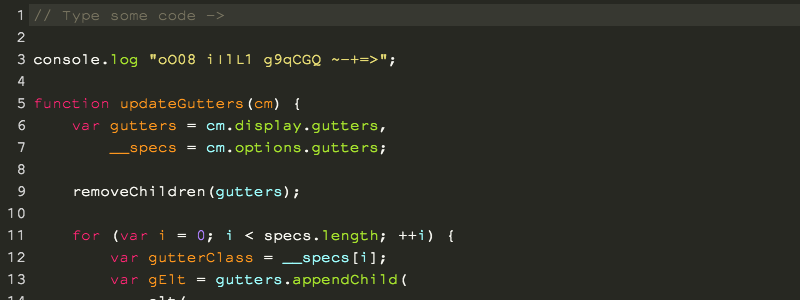 1 // Type some code ->
2
3 console.log "oO08 iIlL1 g9qCGQ ~-+=>";
4
5 function updateGutters(cm) {
6 var gutters = cm.display.gutters,
7 __specs = cm.options.gutters;
8
9 removeChildren(gutters);
10
11 for (var i = 0; i < specs.length; ++i) {
12 var gutterClass = __specs[i];
13 var gElt = gutters.appendChild(